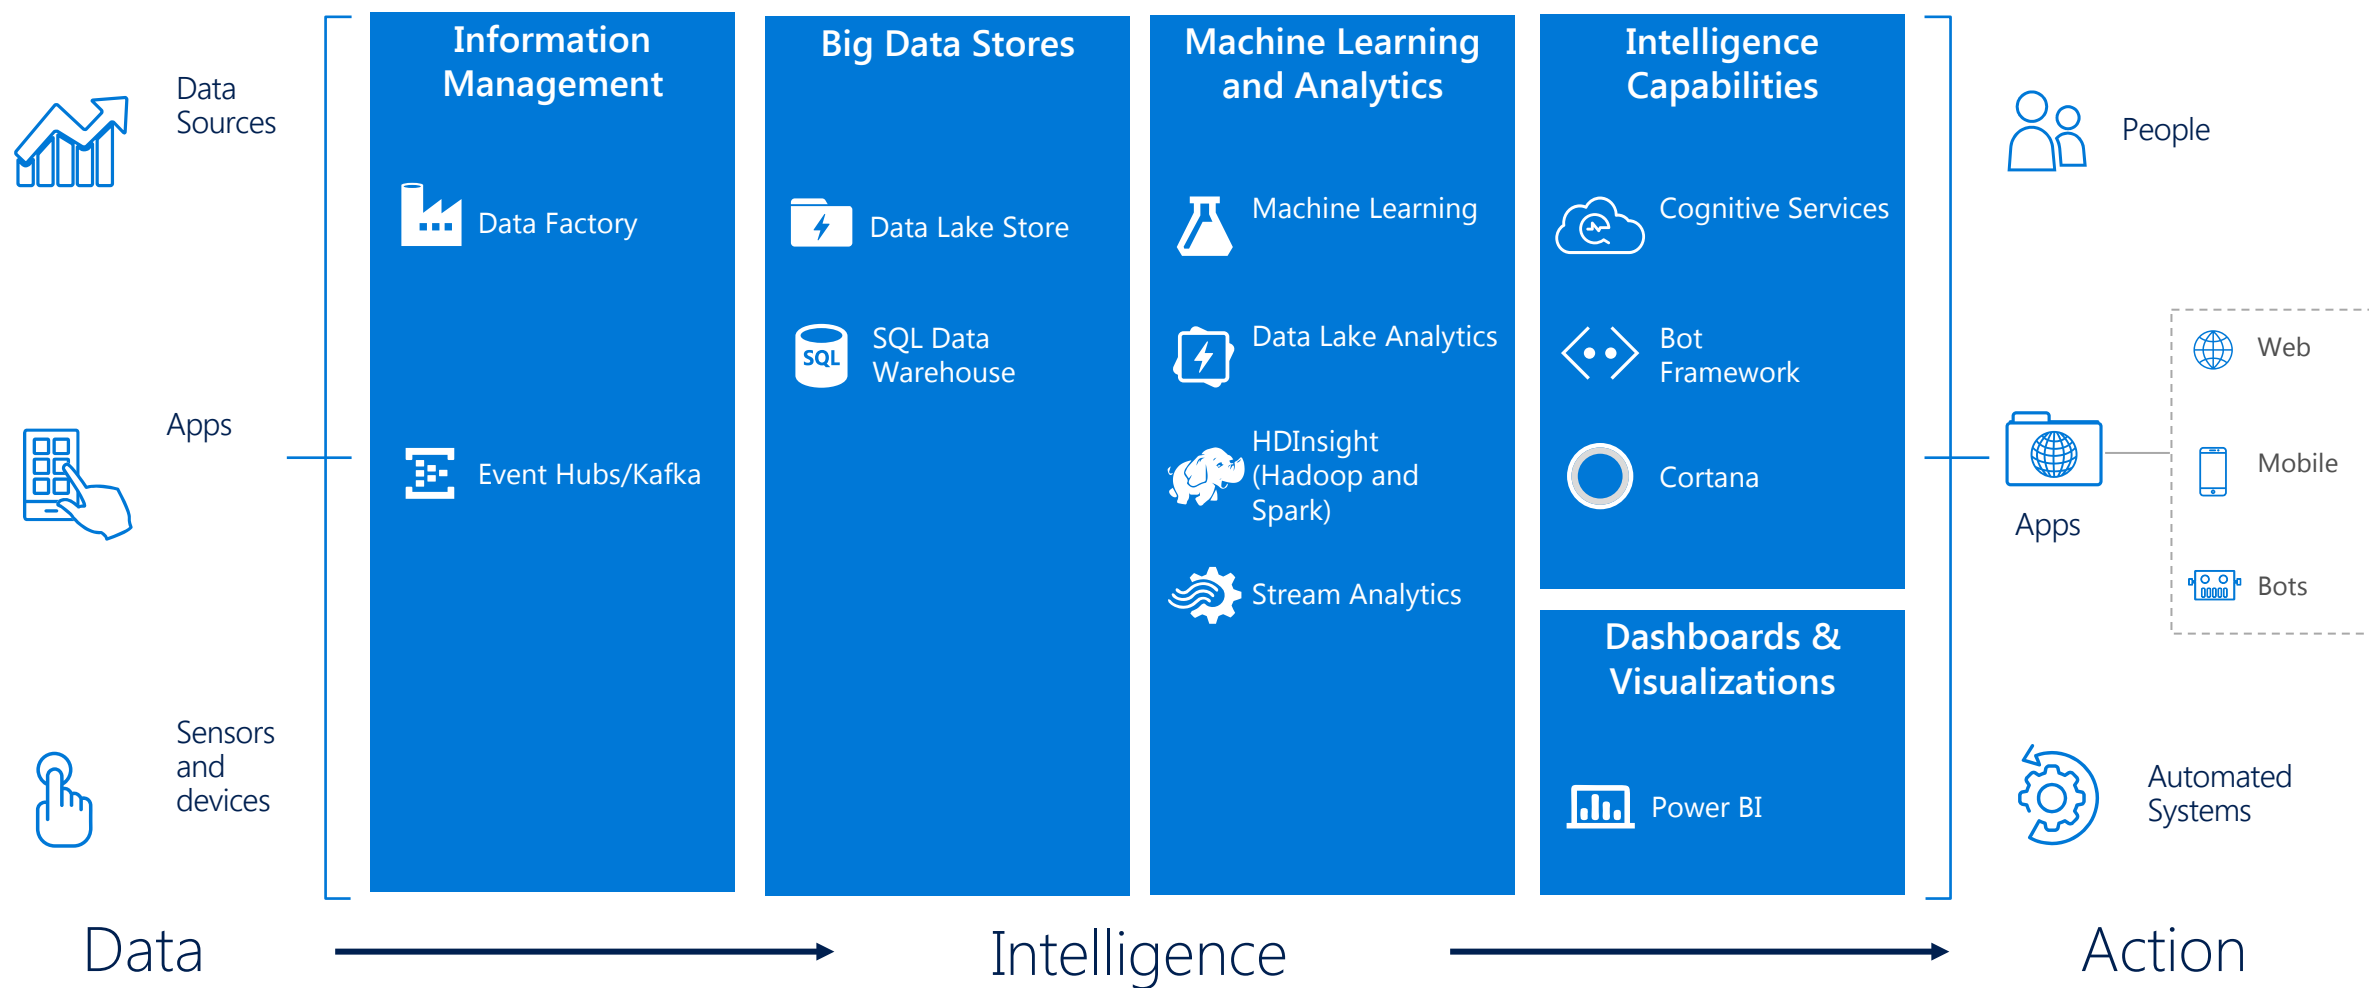 Data
Sources
Apps
Sensors
and
devices
Information
Management
Data Factory
Event Hubs/Kafka
Big Data Stores
Data Lake Store
SQL
SQL Data
Warehouse
Machine Learning
and Analytics
Machine Learning
Data Lake Analytics
HDInsight
(Hadoop and
Spark)
Stream Analytics
Intelligence
Capabilities
Cognitive Services
Bot
Framework
Cortana
Dashboards &
Visualizations
Power BI
People
Apps
Web
Mobile
Bots
Automated
Systems
Data
Intelligence
Action